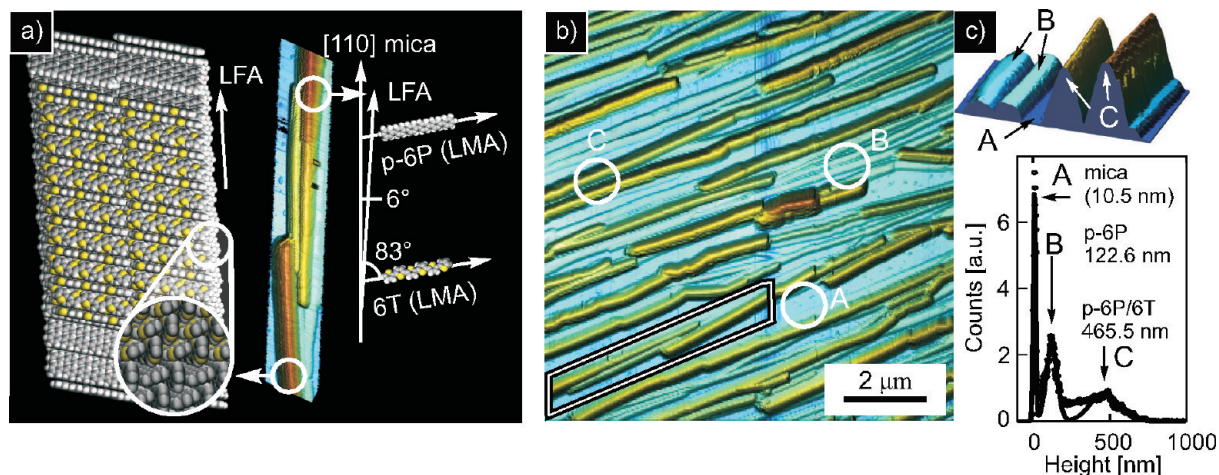 a)
[110] mica
LFA
LFA
p-6P (LMA)
6°
83°
6T (LMA)
b)
C
B
A
2 μm
c)
B
A
C
A
mica
(10.5 nm)
B
p-6P
122.6 nm
p-6P/6T
465.5 nm
C
Counts [a.u.]
6
4
2
0
0
500
1000
Height [nm]